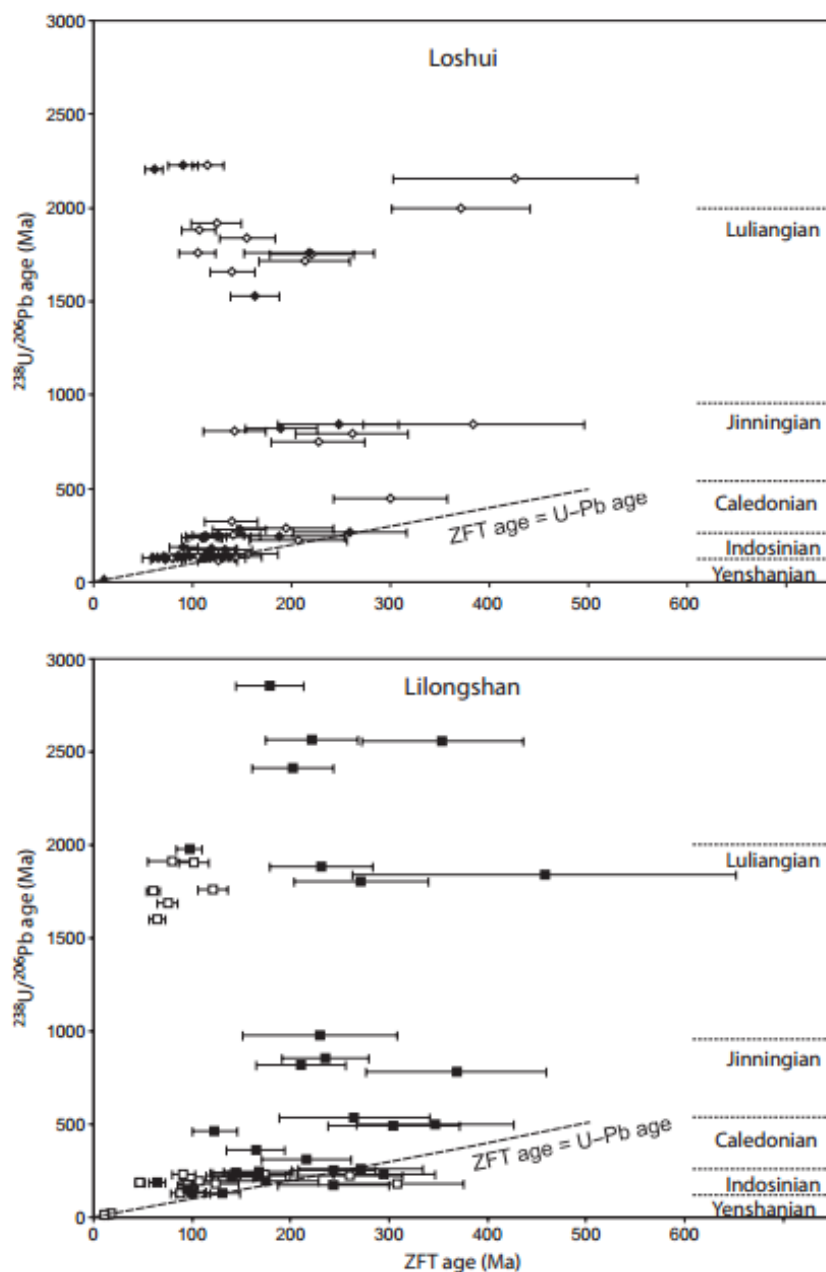 3000
Loshui
2500
2000
Luliangian
1500
1000
Jinningian
500
Caledonian
ZFT age = U–Pb age
Indosinian
Yenshanian
0
0 100 200 300 400 500 600
238U/206Pb age (Ma)
3000
Lilongshan
2500
2000
Luliangian
1500
1000
Jinningian
500
Caledonian
ZFT age = U–Pb age
Indosinian
Yenshanian
0
0 100 200 300 400 500 600
238U/206Pb age (Ma)
ZFT age (Ma)